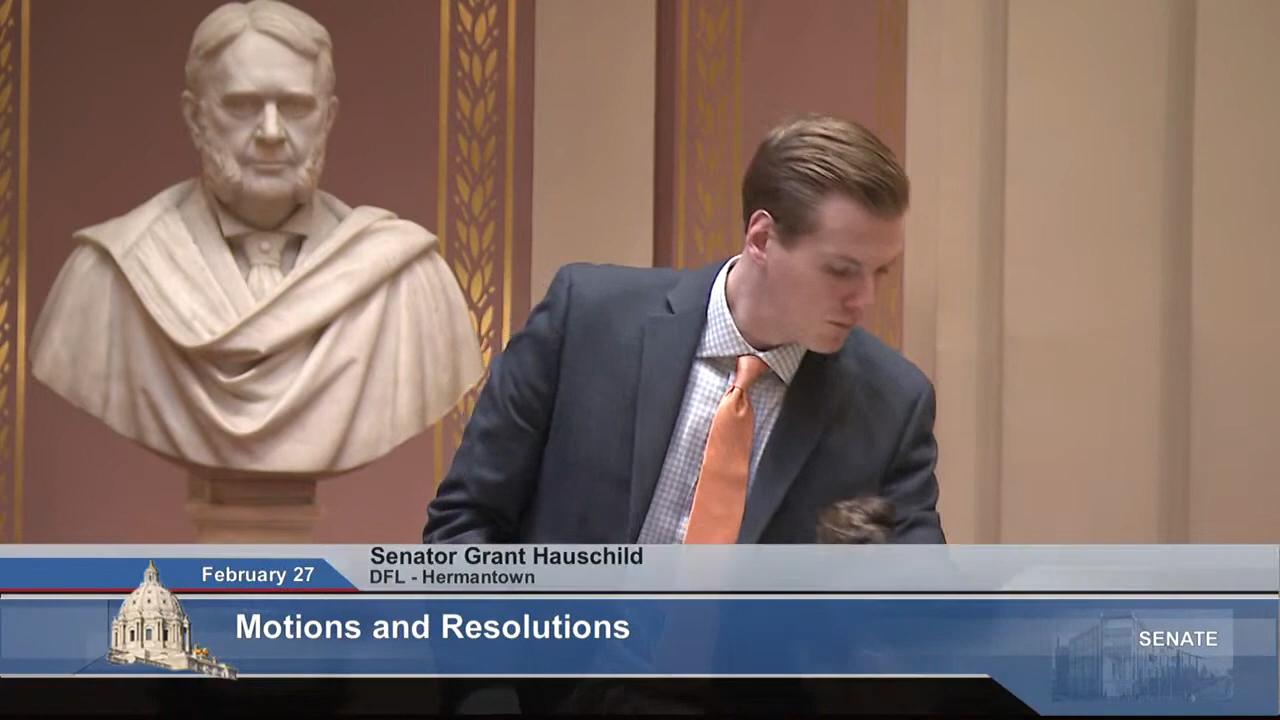 Senator Grant Hauschild
February 27
DFL - Hermantown
Motions and Resolutions
SENATE